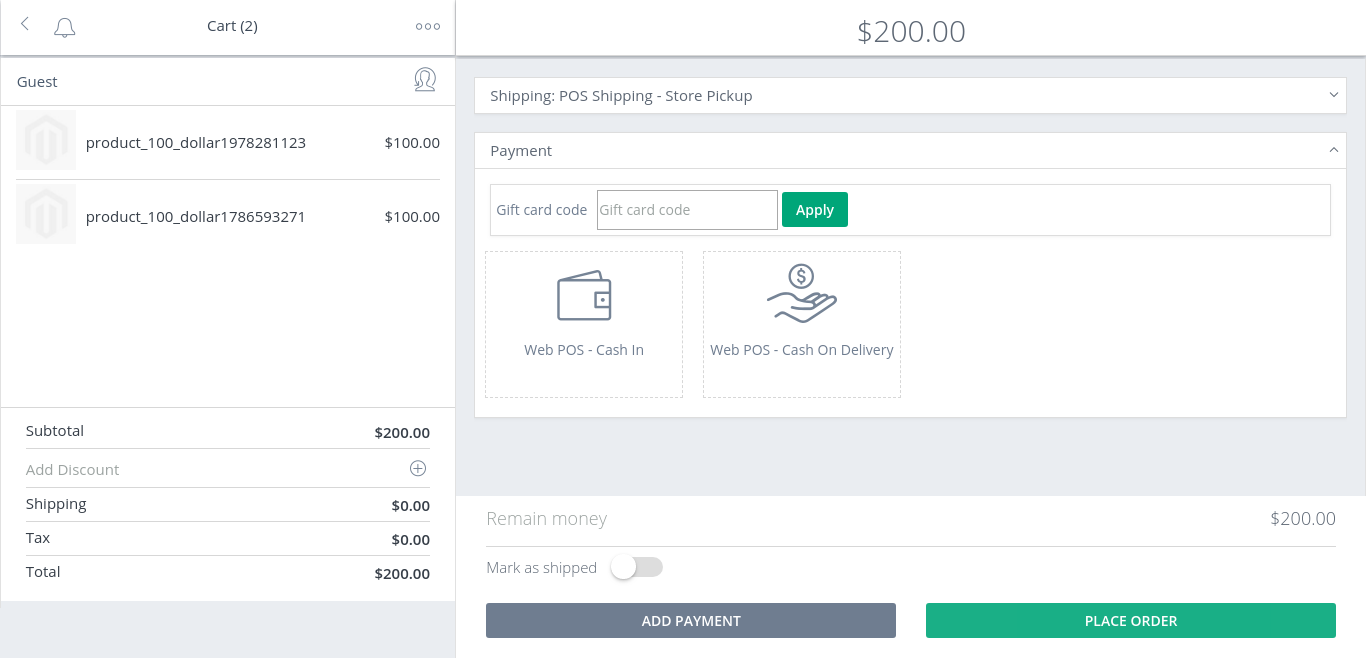 Cart (2)
Guest
product_100_dollar1978281123 $100.00
product_100_dollar1786593271 $100.00
Subtotal $200.00
Add Discount
Shipping $0.00
Tax $0.00
Total $200.00
$200.00
Shipping: POS Shipping - Store Pickup
Payment
Gift card code Gift card code Apply
$
Web POS - Cash In Web POS - Cash On Delivery
Remain money $200.00
Mark as shipped
ADD PAYMENT PLACE ORDER